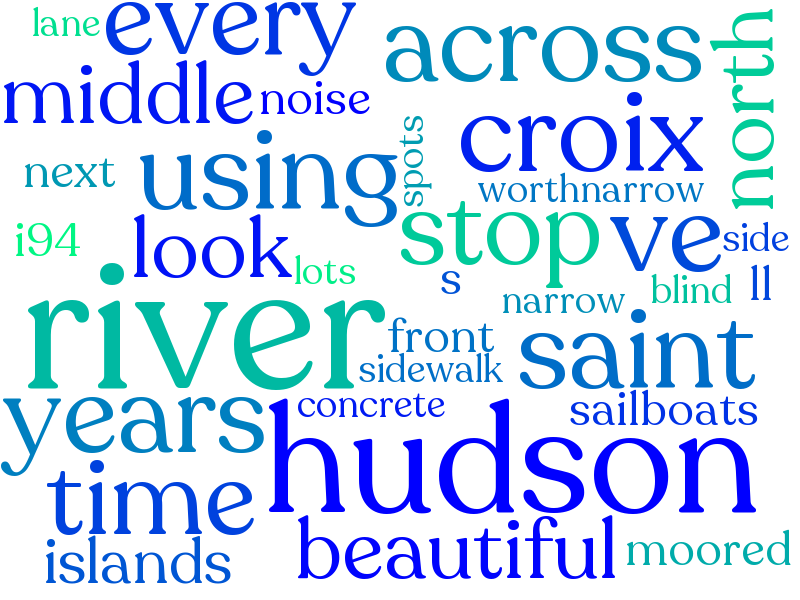 lane every across north
middle noise croix
next using spots worthnarrow
i94 look lots stop ve side
s narrow blind ll
river front saint
sidewalk
years concrete sailboats
time hudson
islands beautiful moored